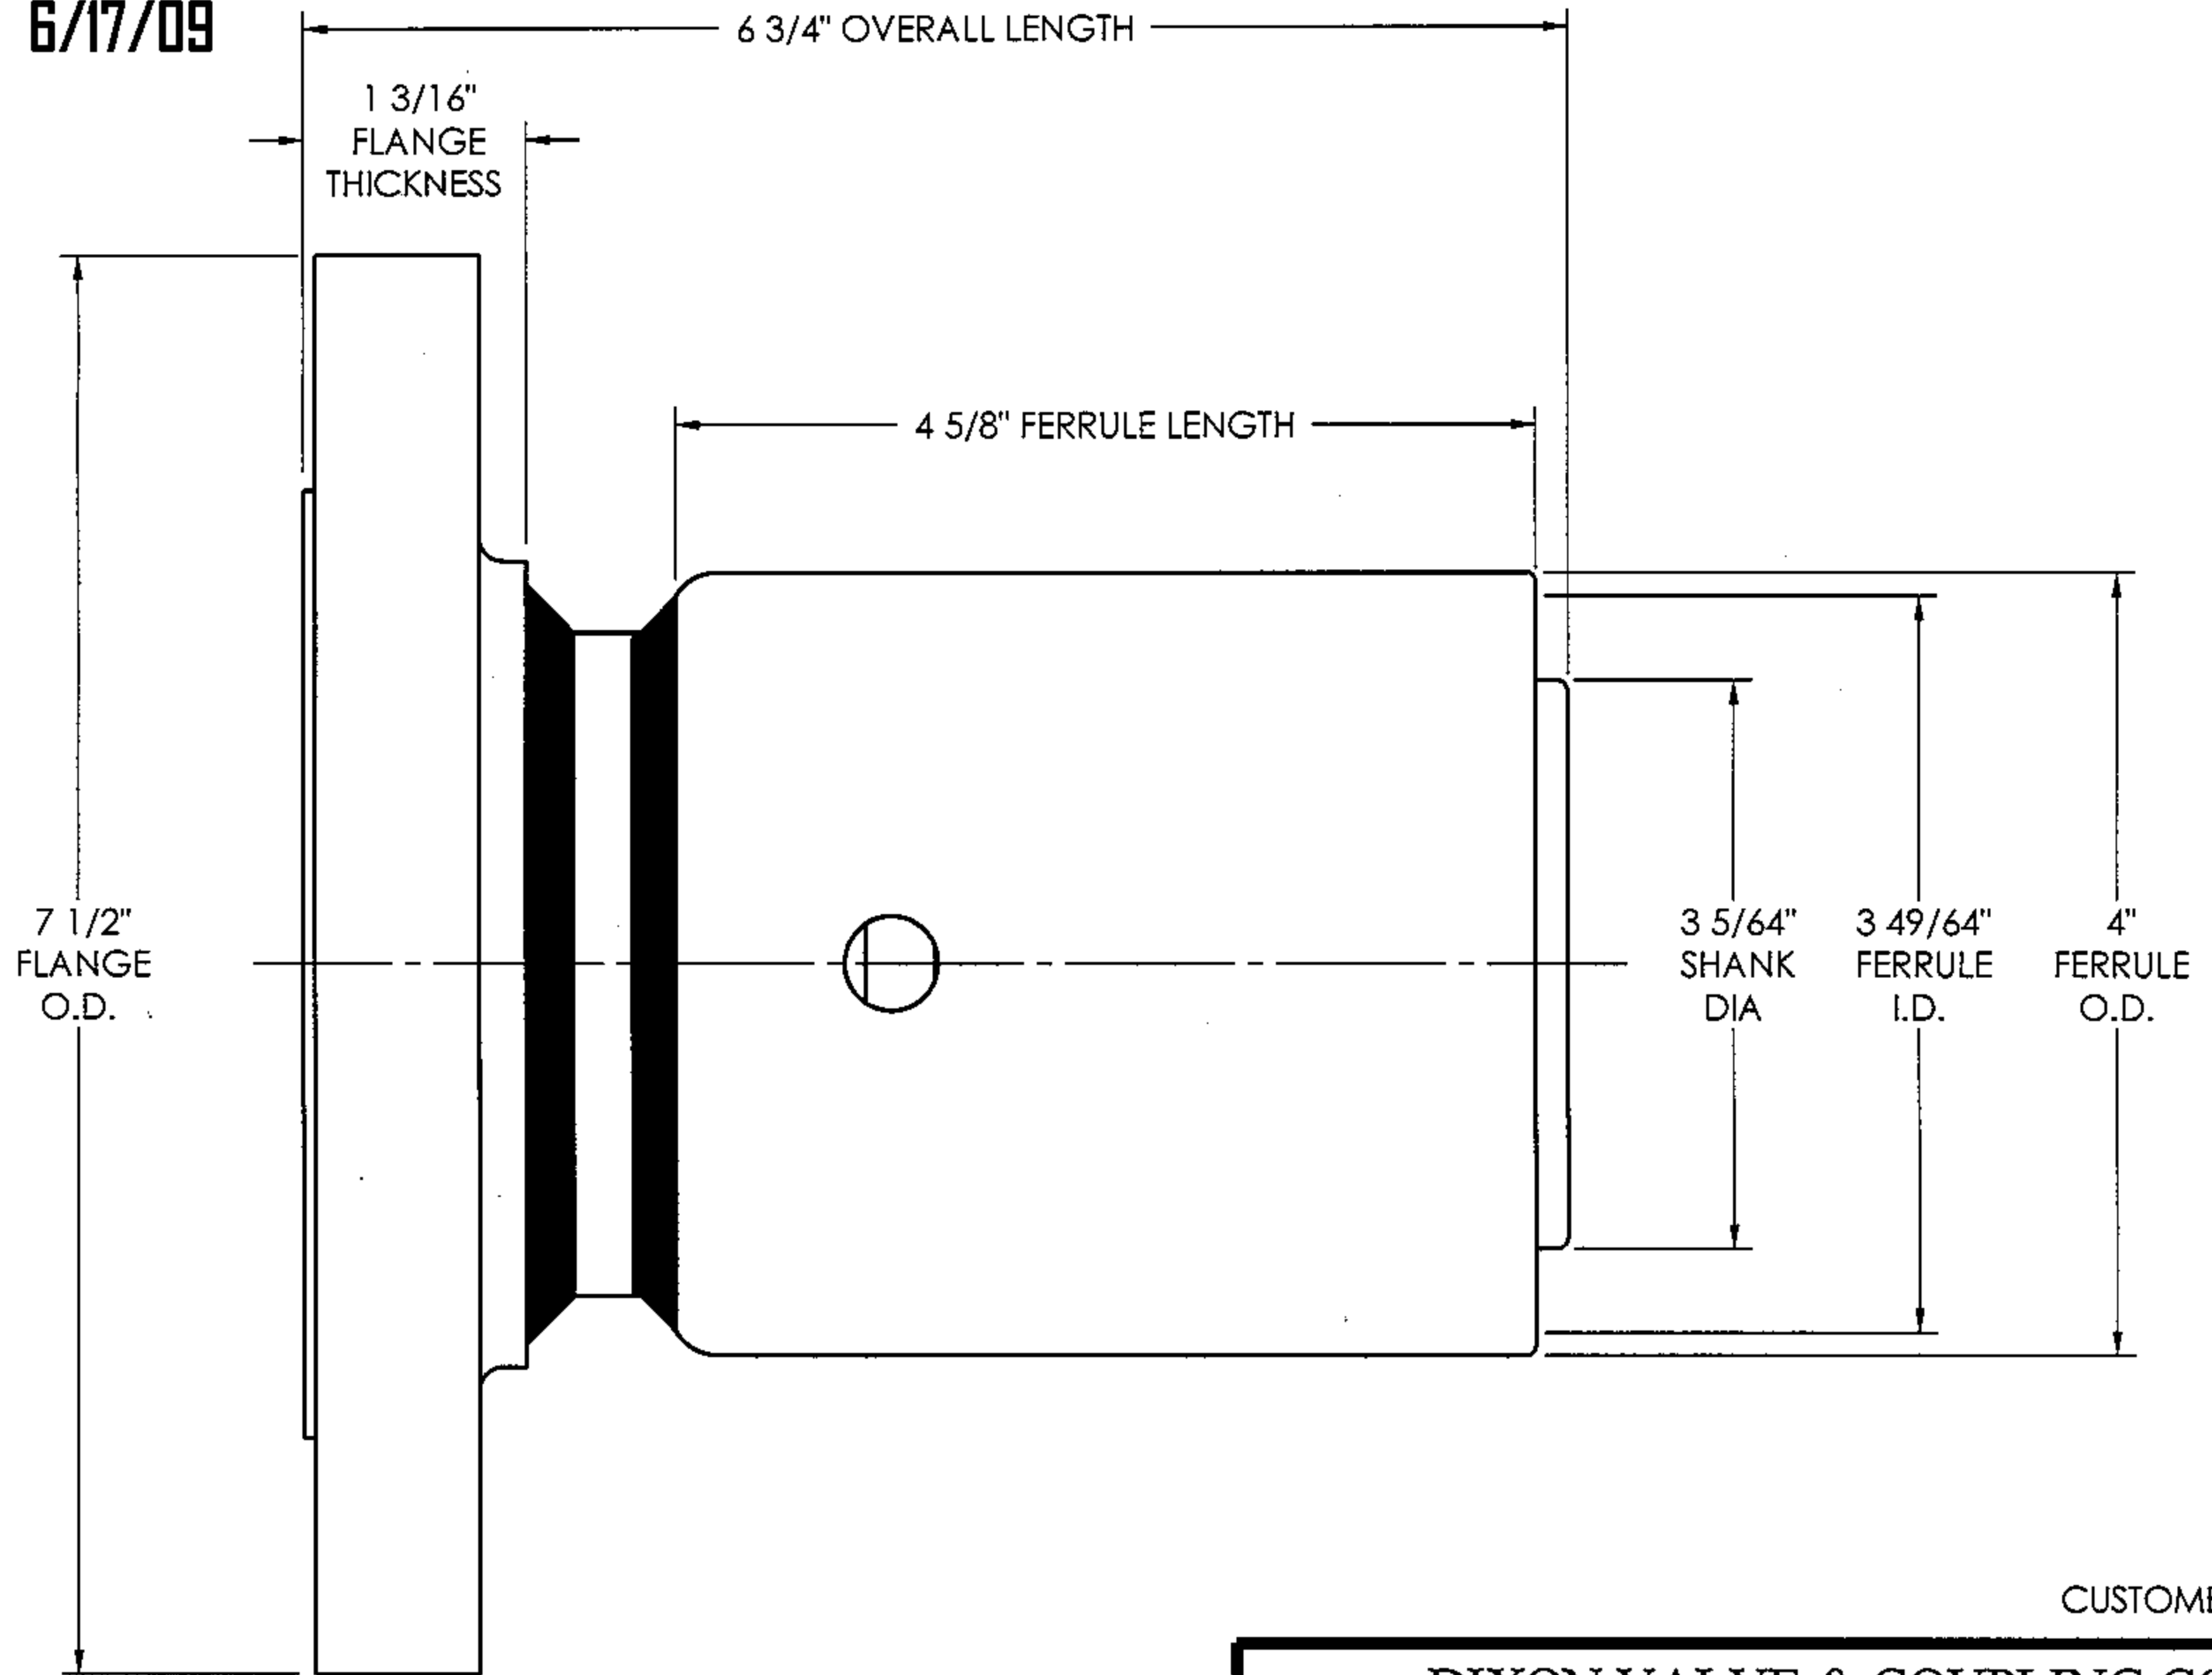 6/17/09
6 3/4" OVERALL LENGTH
1 3/16"
FLANGE
THICKNESS
4 5/8" FERRULE LENGTH
7 1/2"
FLANGE
O.D.
3 5/64"
SHANK
DIA
3 49/64"
FERRULE
I.D.
4"
FERRULE
O.D.